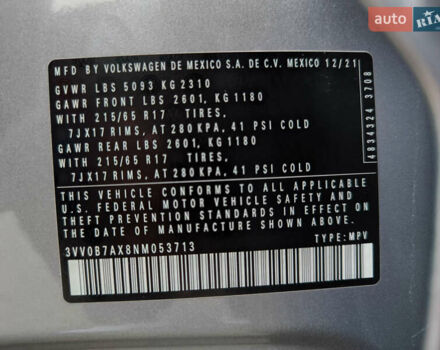 auto RIA
MFD BY VOLKSWAGEN DE MEXICO S.A. DE C.V. MEXICO 12/21
GVWR LBS 5093 KG 2310
GAWR FRONT LBS 2601, KG 1180
WITH 215/65 R17 TIRES,
7JX17 RIMS, AT 280 KPA, 41 PSI COLD
GAWR REAR LBS 2601, KG 1180
WITH 215/65 R17 TIRES,
7JX17 RIMS, AT 280 KPA, 41 PSI COLD
THIS VEHICLE CONFORMS TO ALL APPLICABLE
U.S. FEDERAL MOTOR VEHICLE SAFETY AND
THEFT PREVENTION STANDARDS IN EFFECT ON
THE DATE OF MANUFACTURE SHOWN ABOVE
3VV0B7AX8NM053713 TYPE: MPV
4834324 3708